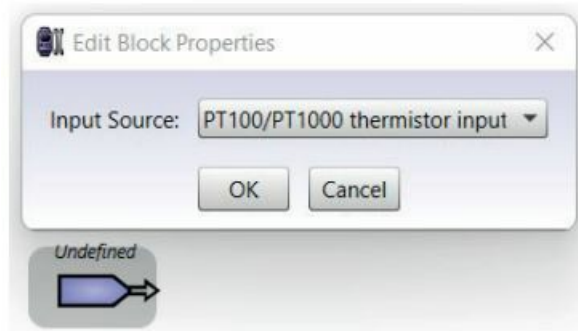 Edit Block Properties
Input Source: PT100/PT1000 thermistor input
OK Cancel
Undefined